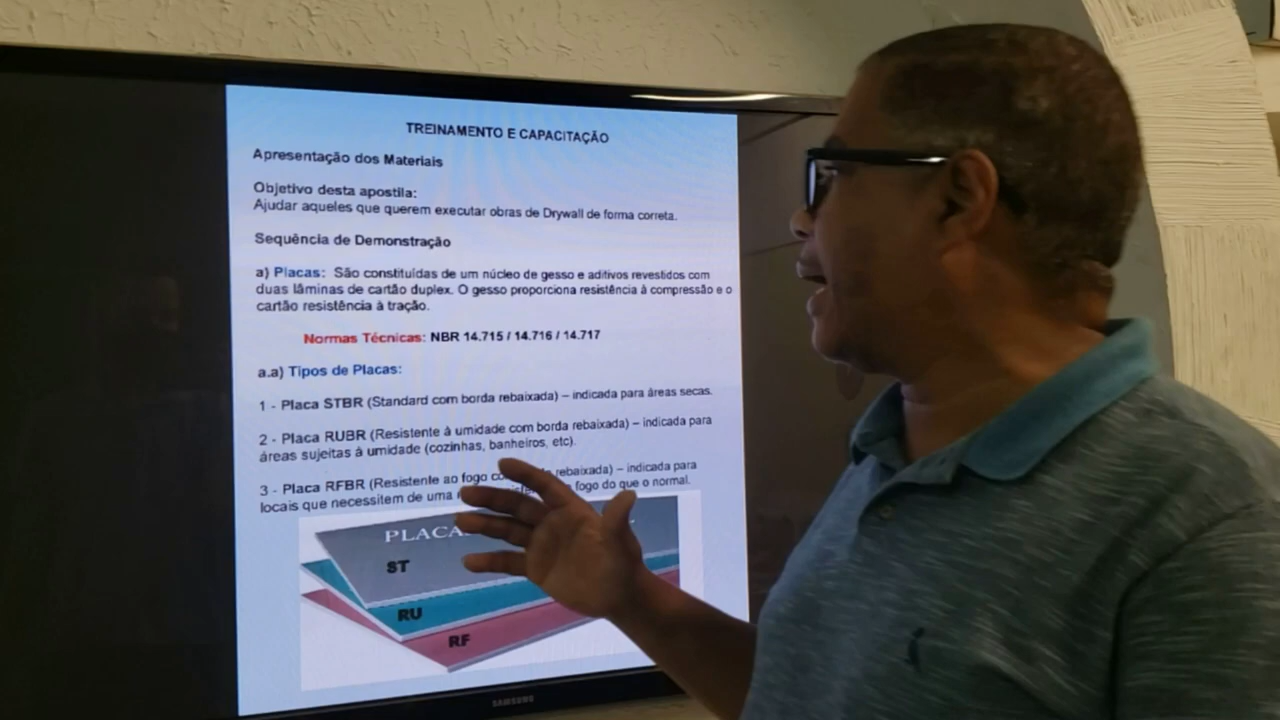 TREINAMENTO E CAPACITAÇÃO
Apresentação dos Materiais
Objetivo desta apostila:
Ajudar aqueles que querem executar obras de Drywall de forma correta.
Sequência de Demonstração
a) Placas: São constituídas de um núcleo de gesso e aditivos revestidos com
duas lâminas de cartão duplex. O gesso proporciona resistência à compressão e o
cartão resistência à tração.
Normas Técnicas: NBR 14.715 / 14.716 / 14.717
a.a) Tipos de Placas:
1 - Placa STBR (Standard com borda rebaixada) – indicada para áreas secas.
2 - Placa RUBR (Resistente à umidade com borda rebaixada) – indicada para
áreas sujeitas à umidade (cozinhas, banheiros, etc).
3 - Placa RFBR (Resistente ao fogo rebaixada) – indicada para
locais que necessitem de uma fogo do que o normal.
ST
RU
RF
SAMSUNG